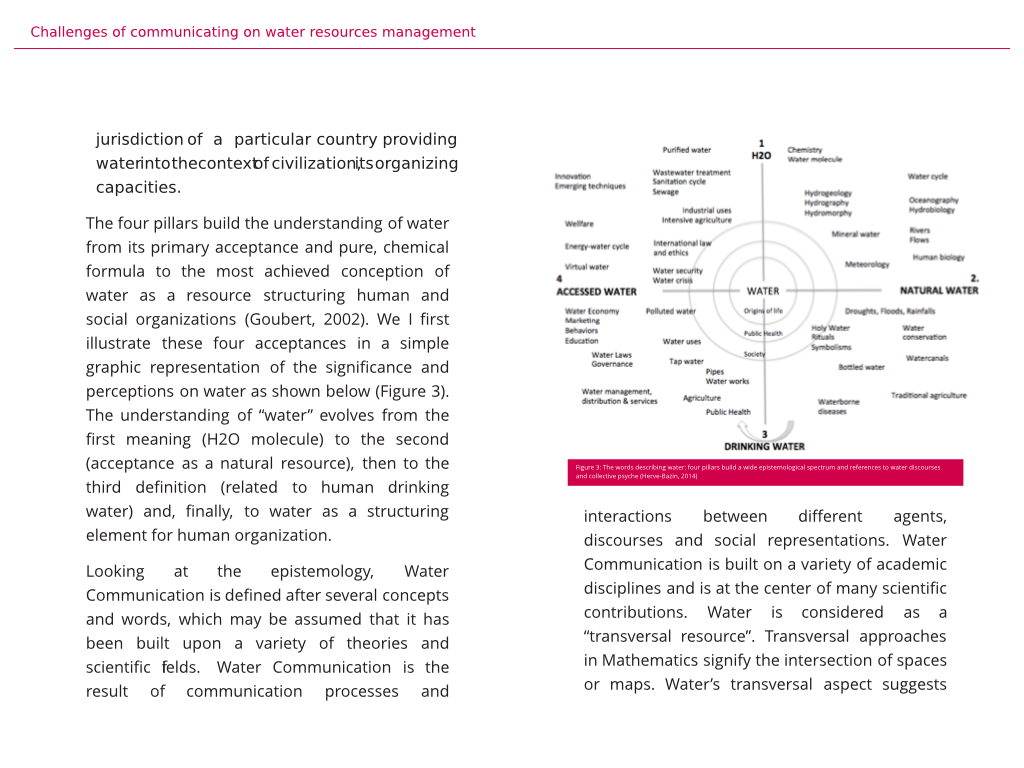 Challenges of communicating on water resources management
jurisdiction of a particular country providing
waterintothecontextof civilization,itsorganizing
capacities.
The four pillars build the understanding of water
from its primary acceptance and pure, chemical
formula to the most achieved conception of
water as a resource structuring human and
social organizations (Goubert, 2002). We I first
illustrate these four acceptances in a simple
graphic representation of the significance and
perceptions on water as shown below (Figure 3).
The understanding of “water” evolves from the
first meaning (H2O molecule) to the second
(acceptance as a natural resource), then to the
third definition (related to human drinking
water) and, finally, to water as a structuring
element for human organization.
Looking at the epistemology, Water
Communication is defined after several concepts
and words, which may be assumed that it has
been built upon a variety of theories and
scientific felds. Water Communication is the
result of communication processes and
1
H2O
Purified water
Chemistry
Water molecule
Wastewater treatment
Sanitation cycle
Sewage
Innovation
Emerging techniques
Water cycle
Hydrogeology
Hydrography
Hydromorphy
Oceanography
Hydrobiology
Industrial uses
Intensive agriculture
Wellfare
Mineral water
Rivers
Flows
International law
and ethics
Energy-water cycle
Human biology
Meteorology
Virtual water
Water security
Water crisis
4
ACCESSED WATER
WATER
2.
NATURAL WATER
Water Economy
Marketing
Behaviors
Education
Polluted water
Origins of life
Droughts, Floods, Rainfalls
Public Health
Holy Water
Rituals
Symbolisms
Water
conservation
Water uses
Society
Water Laws
Governance
Tap water
Watercanals
Bottled water
Pipes
Water works
Water management,
distribution & services
Agriculture
Traditional agriculture
Public Health
Waterborne
diseases
3
DRINKING WATER
Figure 3: The words describing water: four pillars build a wide epistemological spectrum and references to water discourses
and collective psyche (Herve-Bazin, 2014)
interactions between different agents,
discourses and social representations. Water
Communication is built on a variety of academic
disciplines and is at the center of many scientific
contributions. Water is considered as a
“transversal resource”. Transversal approaches
in Mathematics signify the intersection of spaces
or maps. Water’s transversal aspect suggests